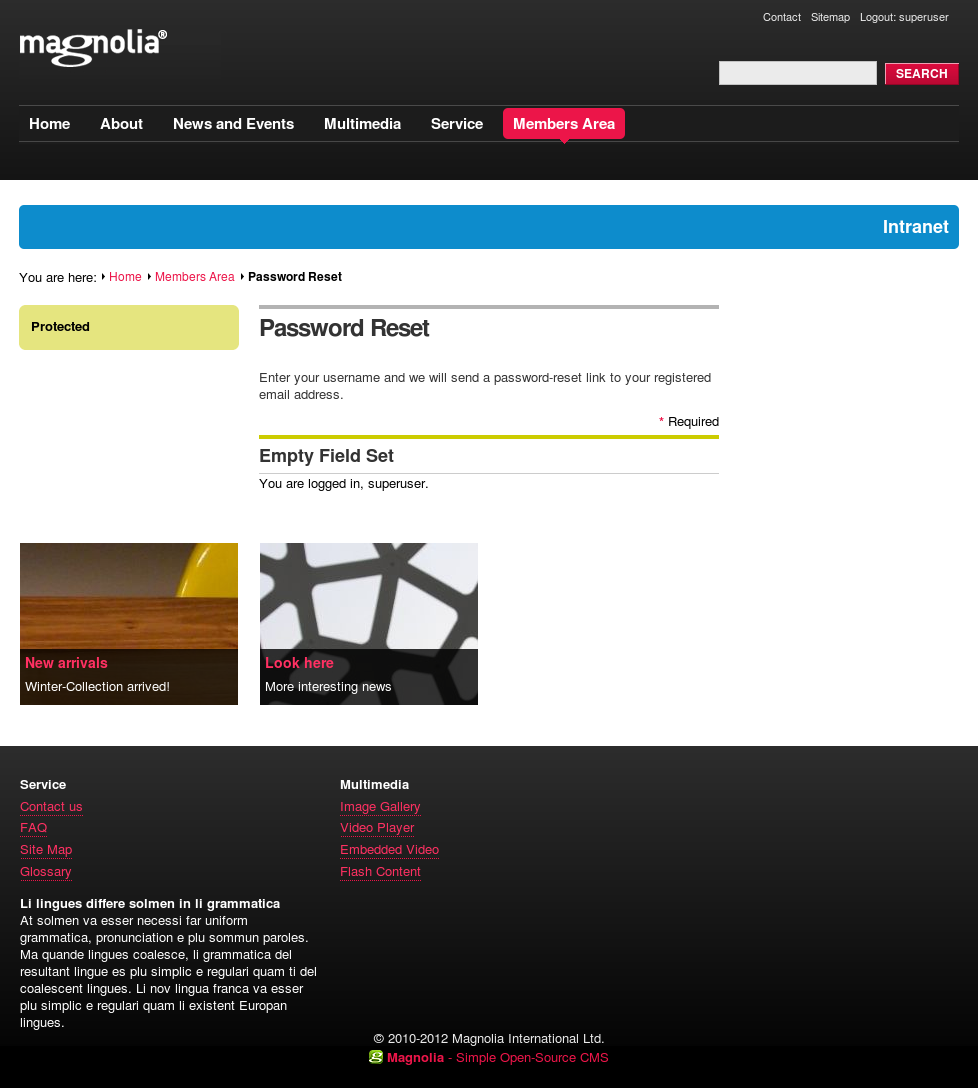 Contact Sitemap Logout: superuser
magnolia®
SEARCH
Home About News and Events Multimedia Service Members Area
Intranet
You are here: Home Members Area Password Reset
Protected
Password Reset
Enter your username and we will send a password-reset link to your registered
email address.
* Required
Empty Field Set
You are logged in, superuser.
New arrivals
Winter-Collection arrived!
Look here
More interesting news
Service
Contact us
FAQ
Site Map
Glossary
Multimedia
Image Gallery
Video Player
Embedded Video
Flash Content
Li lingues differe solmen in li grammatica
At solmen va esser necessi far uniform
grammatica, pronunciation e plu sommun paroles.
Ma quande lingues coalesce, li grammatica del
resultant lingue es plu simplic e regulari quam ti del
coalescent lingues. Li nov lingua franca va esser
plu simplic e regulari quam li existent Europan
lingues.
© 2010-2012 Magnolia International Ltd.
Magnolia - Simple Open-Source CMS